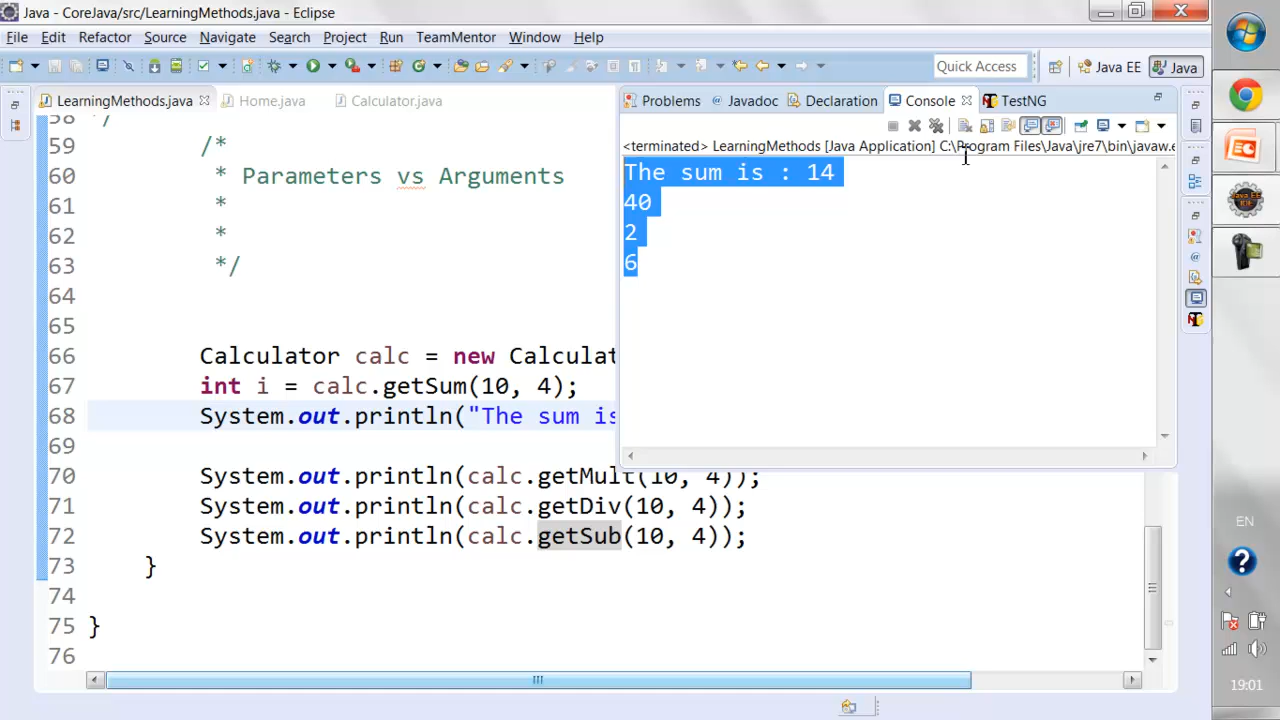 Java - CoreJava/src/LearningMethods.java - Eclipse
File Edit Refactor Source Navigate Search Project Run TeamMentor Window Help
Quick Access Java EE Java
LearningMethods.java Home.java Calculator.java
Problems Javadoc Declaration Console TestNG
<terminated> LearningMethods [Java Application] C:\Program Files\Java\jre7\bin\javaw.e
The sum is : 14
40
2
6
58 */
59 /*
60 * Parameters vs Arguments
61 *
62 *
63 */
64
65
66 Calculator calc = new Calculat
67 int i = calc.getSum(10, 4);
68 System.out.println("The sum is
69
70 System.out.println(calc.getMult(10, 4));
71 System.out.println(calc.getDiv(10, 4));
72 System.out.println(calc.getSub(10, 4));
73 }
74
75 }
76
EN
19:01